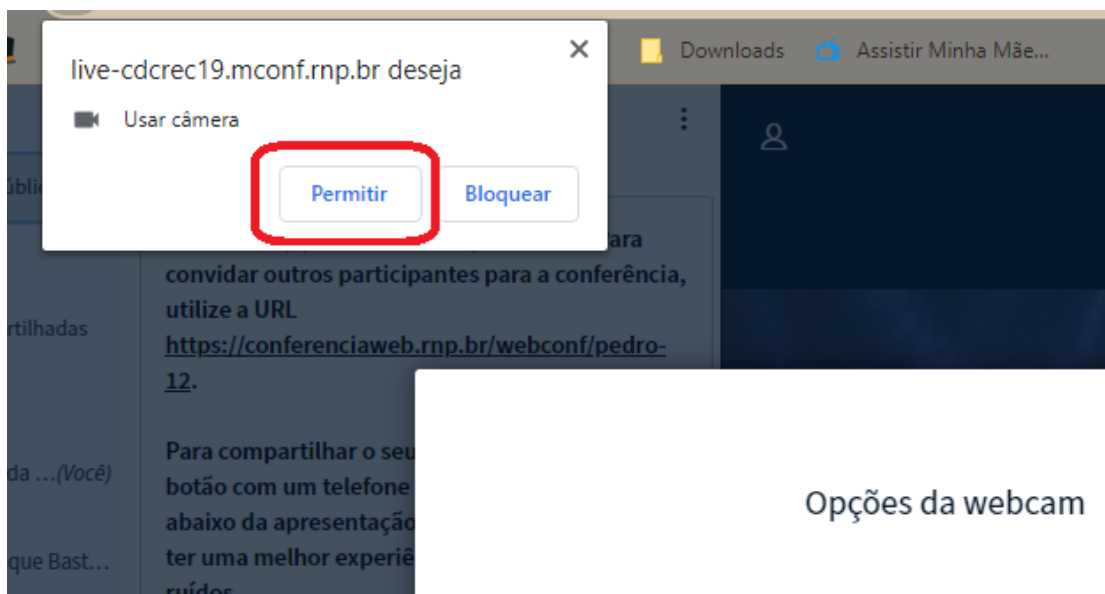 Downloads
Assistir Minha Mãe...
live-cdcrec19.mconf.rnp.br deseja
Usar câmera
Permitir
Bloquear
convidar outros participantes para a conferência,
utilize a URL
https://conferenciaweb.rnp.br/webconf/pedro-
12.
rtilhadas
Para compartilhar o seu
da ...(Você)
botão com um telefone
abaixo da apresentação
que Bast...
ter uma melhor experiê
ruídos
Opções da webcam